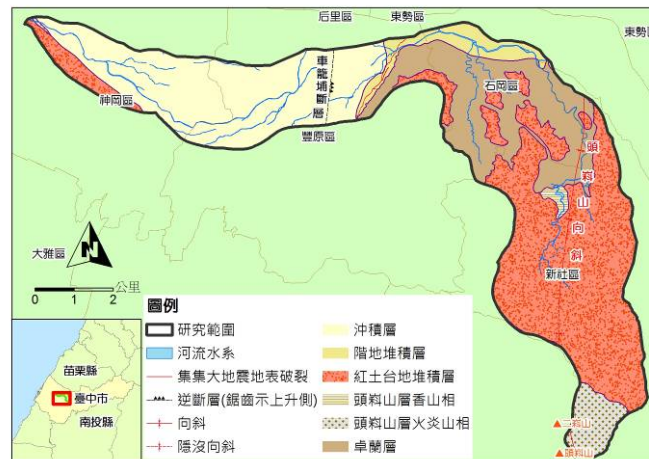 后里區
東勢區
東勢區
石岡區
神岡區
車籠埔斷層
豐原區
頭嵙山向斜
新社區
大雅區
N
0 1 2 公里
圖例
研究範圍
河流水系
集集大地震地表破裂
逆斷層(鋸齒示上升側)
向斜
隱沒向斜
沖積層
階地堆積層
紅土台地堆積層
頭嵙山層香山相
頭嵙山層火炎山相
卓蘭層
苗栗縣
臺中市
南投縣
二嵙山
頭嵙山